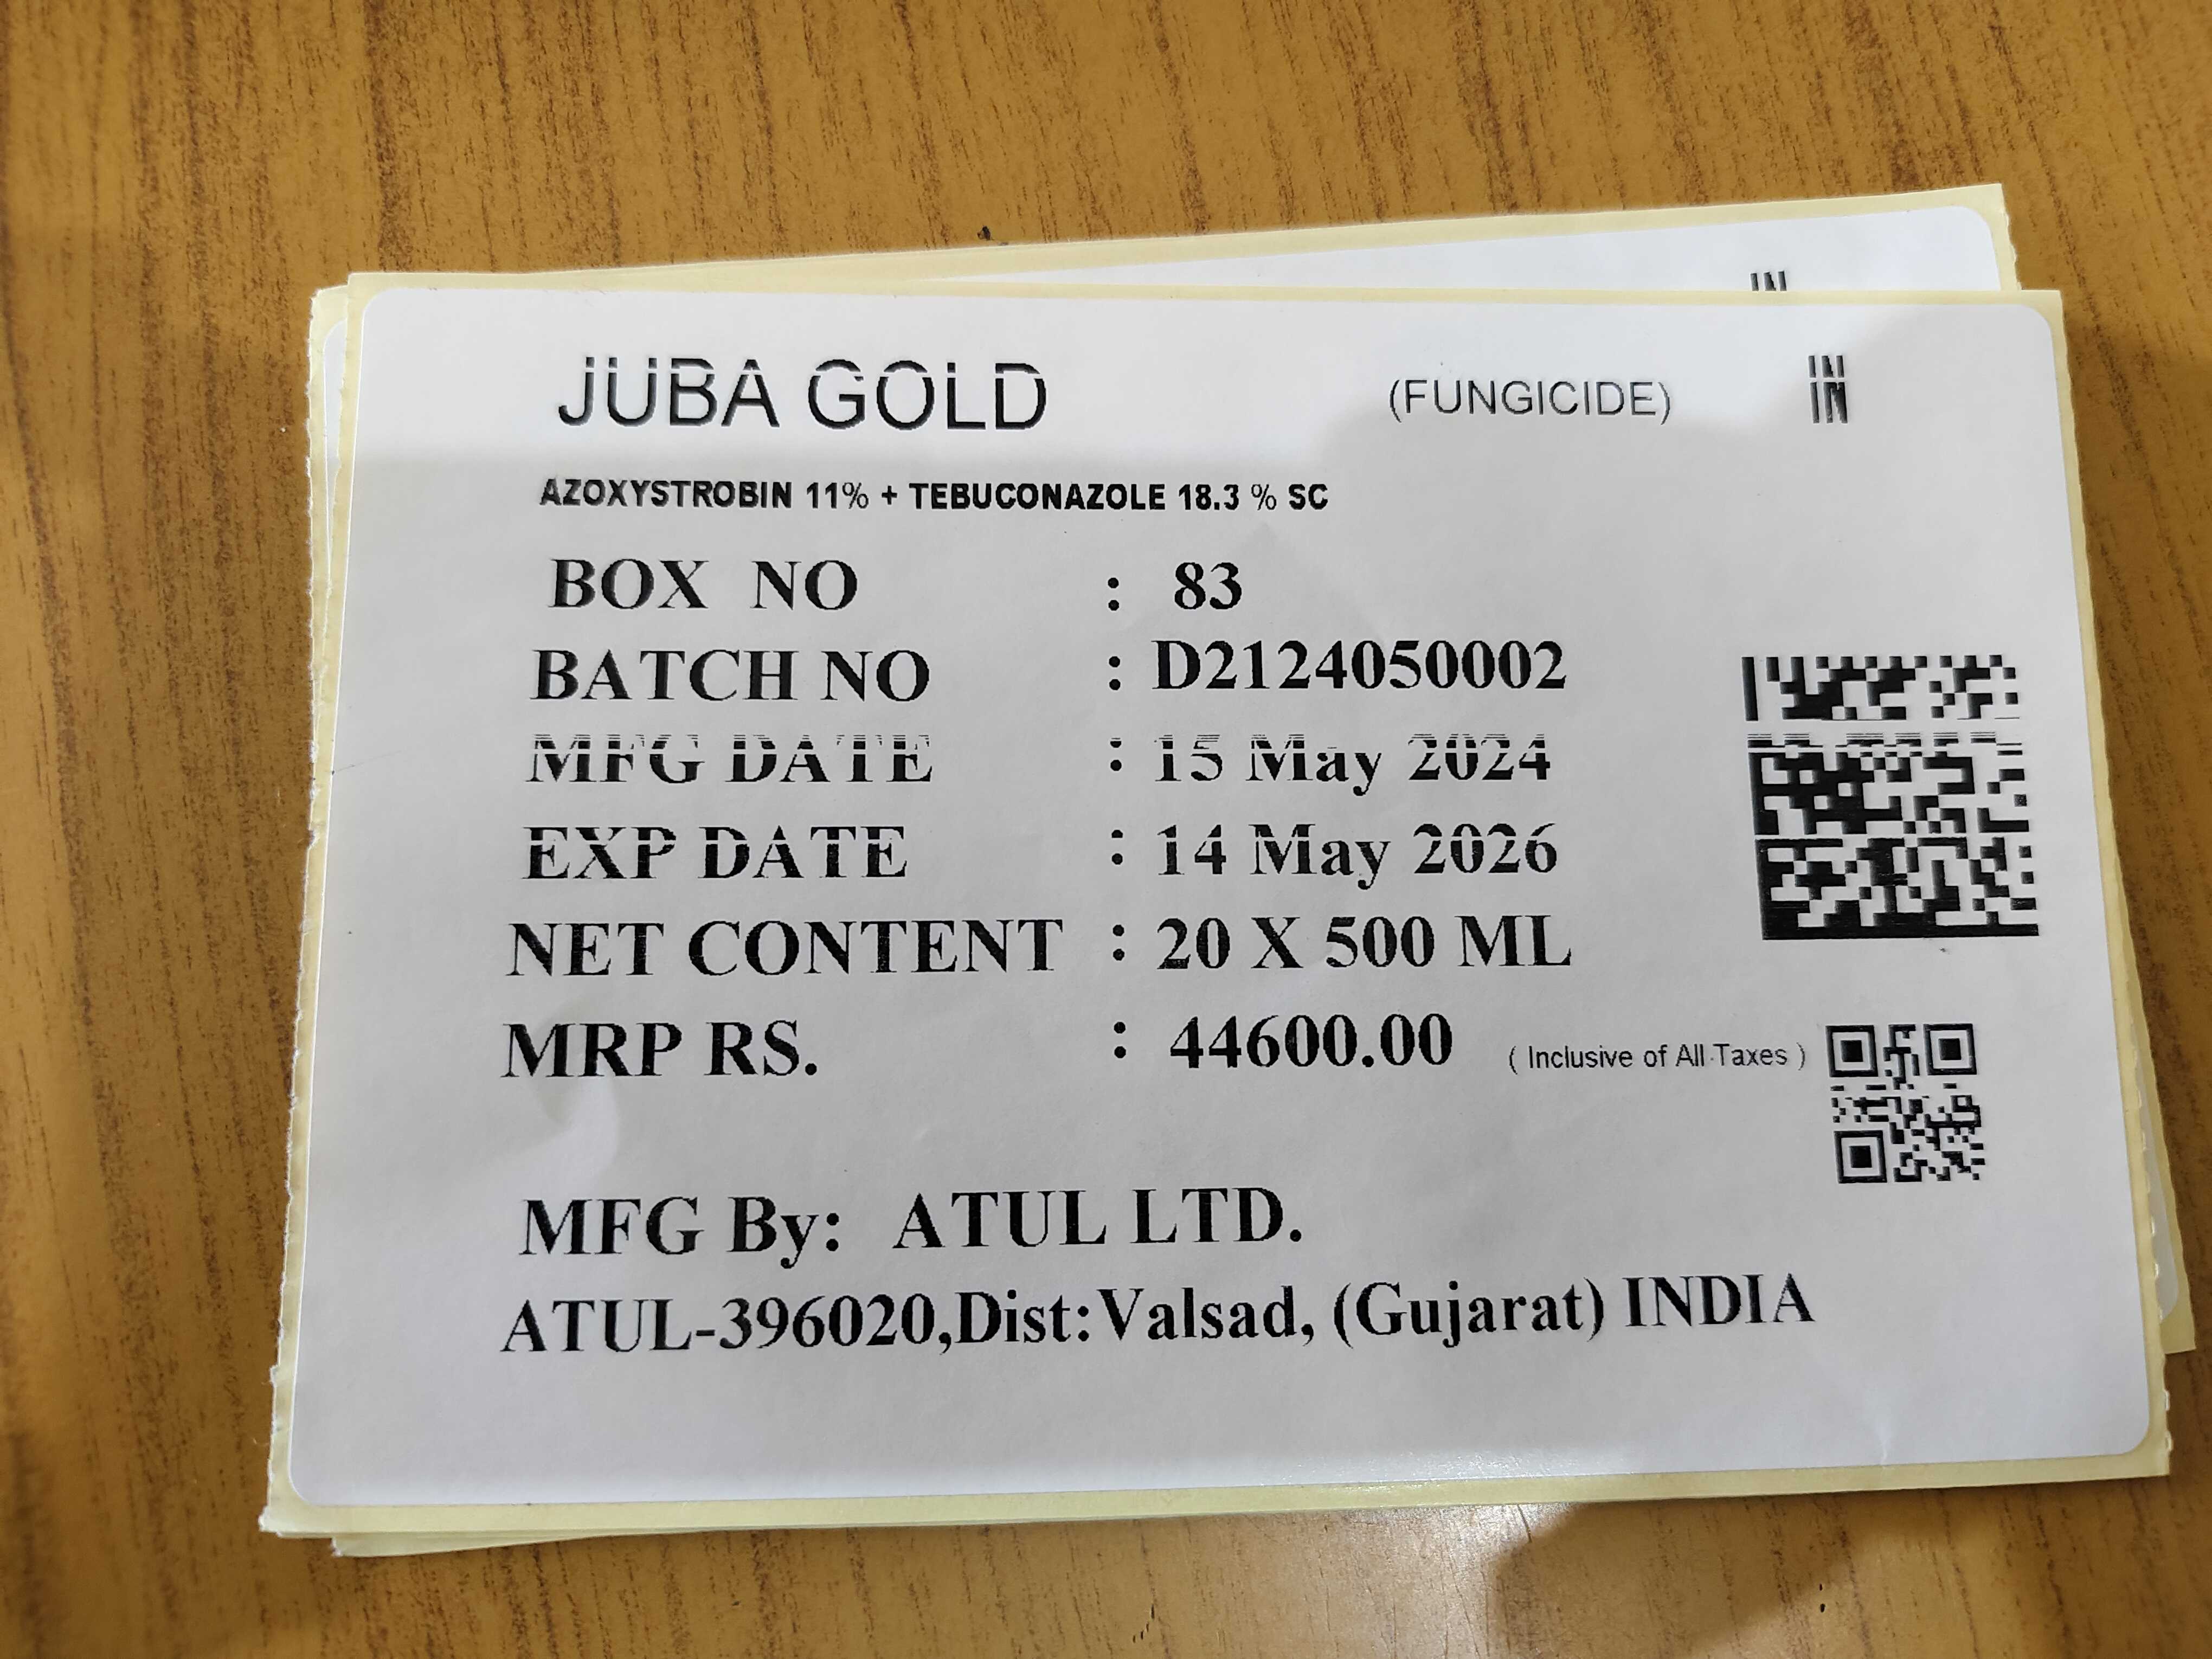 IN
JUBA GOLD (FUNGICIDE) IN
AZOXYSTROBIN 11% + TEBUCONAZOLE 18.3 % SC
BOX NO : 83
BATCH NO : D2124050002
MFG DATE : 15 May 2024
EXP DATE : 14 May 2026
NET CONTENT : 20 X 500 ML
MRP RS. : 44600.00 ( Inclusive of All Taxes )
MFG By: ATUL LTD.
ATUL-396020,Dist:Valsad, (Gujarat) INDIA